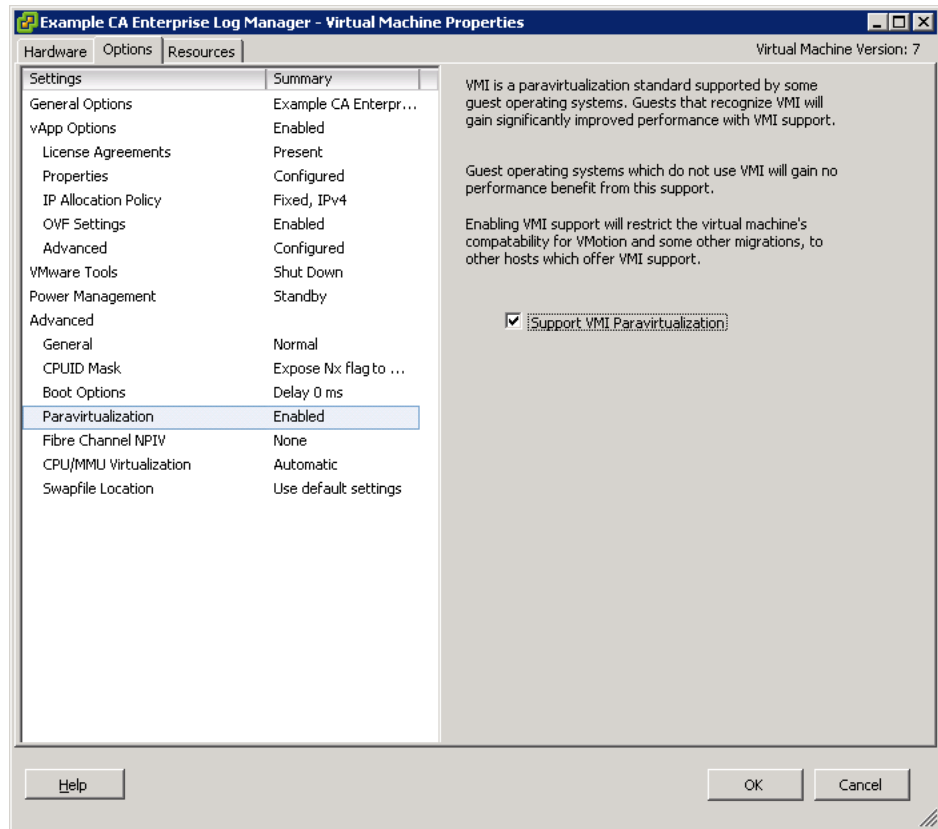 Example CA Enterprise Log Manager - Virtual Machine Properties
Hardware Options Resources Virtual Machine Version: 7
Settings Summary
General Options Example CA Enterpr...
vApp Options Enabled
License Agreements Present
Properties Configured
IP Allocation Policy Fixed, IPv4
OVF Settings Enabled
Advanced Configured
VMware Tools Shut Down
Power Management Standby
Advanced
General Normal
CPUID Mask Expose Nx flag to ...
Boot Options Delay 0 ms
Paravirtualization Enabled
Fibre Channel NPIV None
CPU/MMU Virtualization Automatic
Swapfile Location Use default settings
VMI is a paravirtualization standard supported by some
guest operating systems. Guests that recognize VMI will
gain significantly improved performance with VMI support.
Guest operating systems which do not use VMI will gain no
performance benefit from this support.
Enabling VMI support will restrict the virtual machine's
compatability for VMotion and some other migrations, to
other hosts which offer VMI support.
Support VMI Paravirtualization
Help OK Cancel